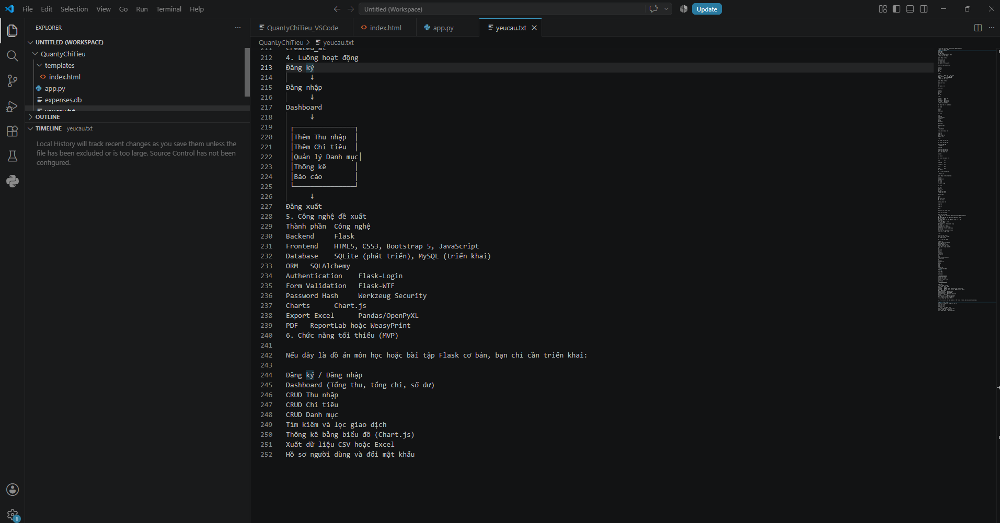 File Edit Selection View Go Run Terminal Help
Untitled (Workspace)
Update
EXPLORER
UNTITLED (WORKSPACE)
QuanLyChiTieu
templates
index.html
app.py
expenses.db
yeucau.txt
OUTLINE
TIMELINE yeucau.txt
Local History will track recent changes as you save them unless the
file has been excluded or is too large. Source Control has not been
configured.
1
QuanLyChiTieu_VSCode
index.html
app.py
yeucau.txt
QuanLyChiTieu > yeucau.txt
211 created_at
212 4. Luồng hoạt động
213 Đăng ký
214 ↓
215 Đăng nhập
216 ↓
217 Dashboard
218 ↓
219
220 Thêm Thu nhập
221 Thêm Chi tiêu
222 Quản lý Danh mục
223 Thống kê
224 Báo cáo
225
226 ↓
227 Đăng xuất
228 5. Công nghệ đề xuất
229 Thành phần Công nghệ
230 Backend Flask
231 Frontend HTML5, CSS3, Bootstrap 5, JavaScript
232 Database SQLite (phát triển), MySQL (triển khai)
233 ORM SQLAlchemy
234 Authentication Flask-Login
235 Form Validation Flask-WTF
236 Password Hash Werkzeug Security
237 Charts Chart.js
238 Export Excel Pandas/OpenPyXL
239 PDF ReportLab hoặc WeasyPrint
240 6. Chức năng tối thiểu (MVP)
241
242 Nếu đây là đồ án môn học hoặc bài tập Flask cơ bản, bạn chỉ cần triển khai:
243
244 Đăng ký / Đăng nhập
245 Dashboard (Tổng thu, tổng chi, số dư)
246 CRUD Thu nhập
247 CRUD Chi tiêu
248 CRUD Danh mục
249 Tìm kiếm và lọc giao dịch
250 Thống kê bằng biểu đồ (Chart.js)
251 Xuất dữ liệu CSV hoặc Excel
252 Hồ sơ người dùng và đổi mật khẩu